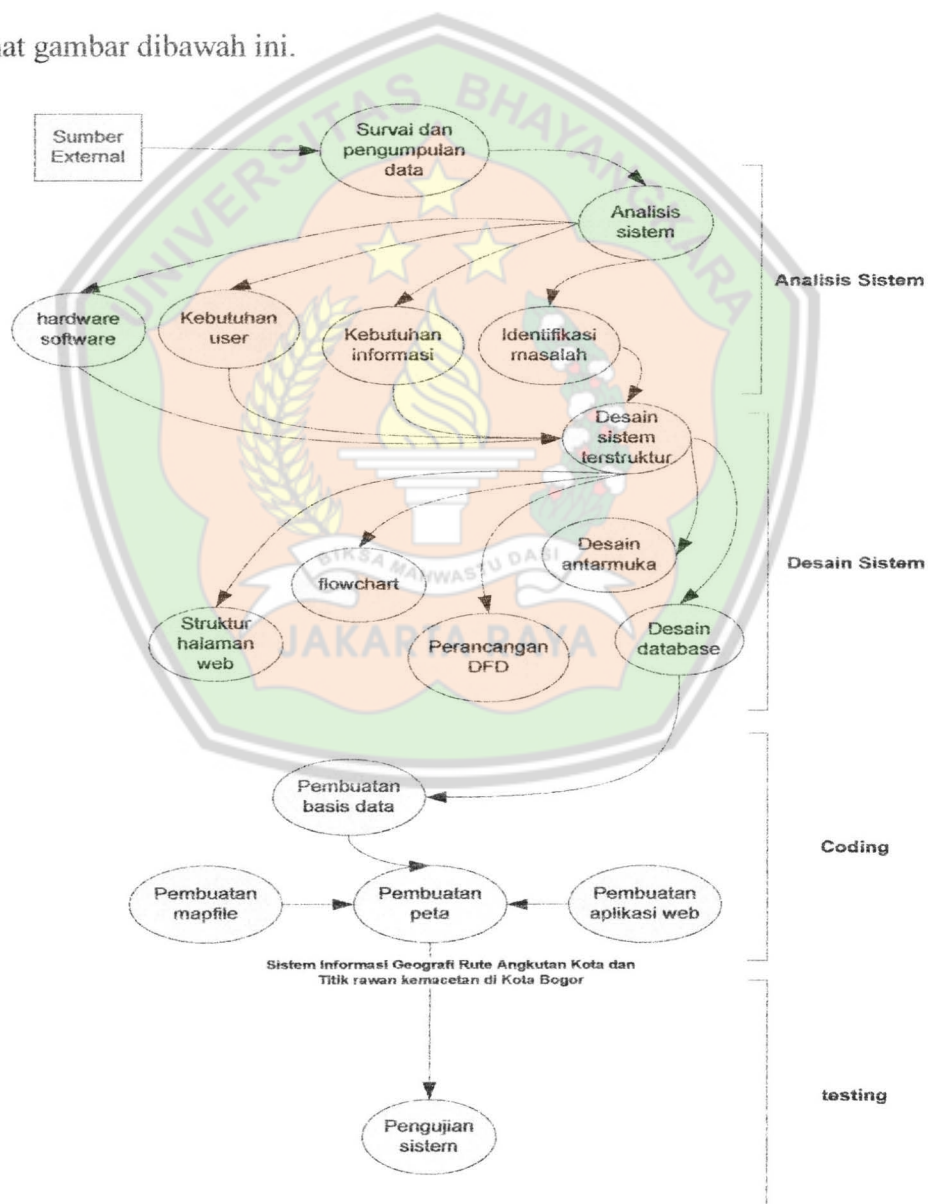 at gambar dibawah ini.
Sumber
External
Survai dan
pengumpulan
data
Analisis
sistem
Analisis Sistem
hardware
software
Kebutuhan
user
Kebutuhan
informasi
Identifikasi
masalah
Desain
sistem
terstruktur
Desain
antarmuka
Desain Sistem
flowchart
Struktur
halaman
web
Perancangan
DFD
Desain
database
Pembuatan
basis data
Coding
Pembuatan
mapfile
Pembuatan
peta
Pembuatan
aplikasi web
Sistem Informasi Geografi Rute Angkutan Kota dan
Titik rawan kemacetan di Kota Bogor
testing
Pengujian
sistem
UNIVERSITAS BHAYANGKARA
BIKSA MAHWASTU DASI
JAKARTA RAYA